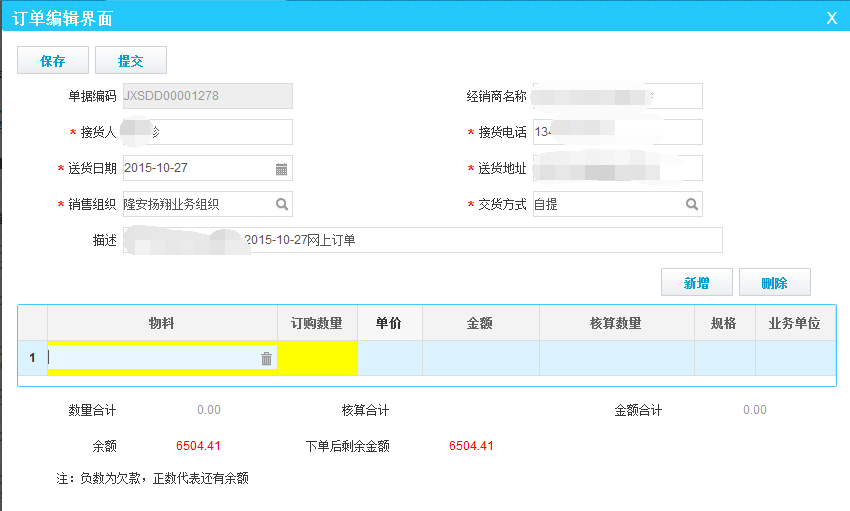 订单编辑界面 X
保存 提交
单据编码 JXSDD00001278 经销商名称
* 接货人 * 接货电话 134
* 送货日期 2015-10-27 * 送货地址
* 销售组织 隆安扬翔业务组织 * 交货方式 自提
描述 2015-10-27网上订单
新增 删除
物料 订购数量 单价 金额 核算数量 规格 业务单位
1
数量合计 0.00 核算合计 金额合计 0.00
余额 6504.41 下单后剩余金额 6504.41
注：负数为欠款，正数代表还有余额